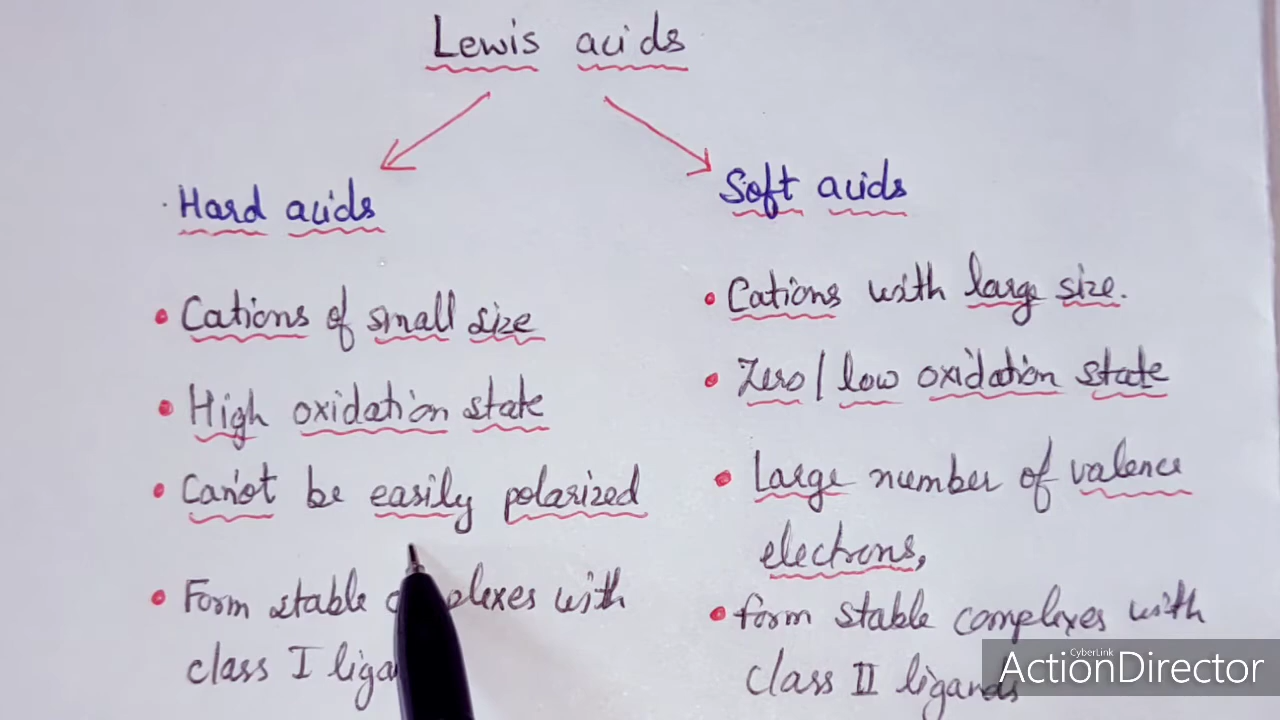 Lewis acids
Hard acids
• Cations of small size
• High oxidation state
• Can't be easily polarized
• Form stable complexes with
class I
Soft acids
• Cations with large size.
• Zero / low oxidation state
• Large number of valence
electrons,
• form stable complexes with
class II ligands
CyberLink
ActionDirector